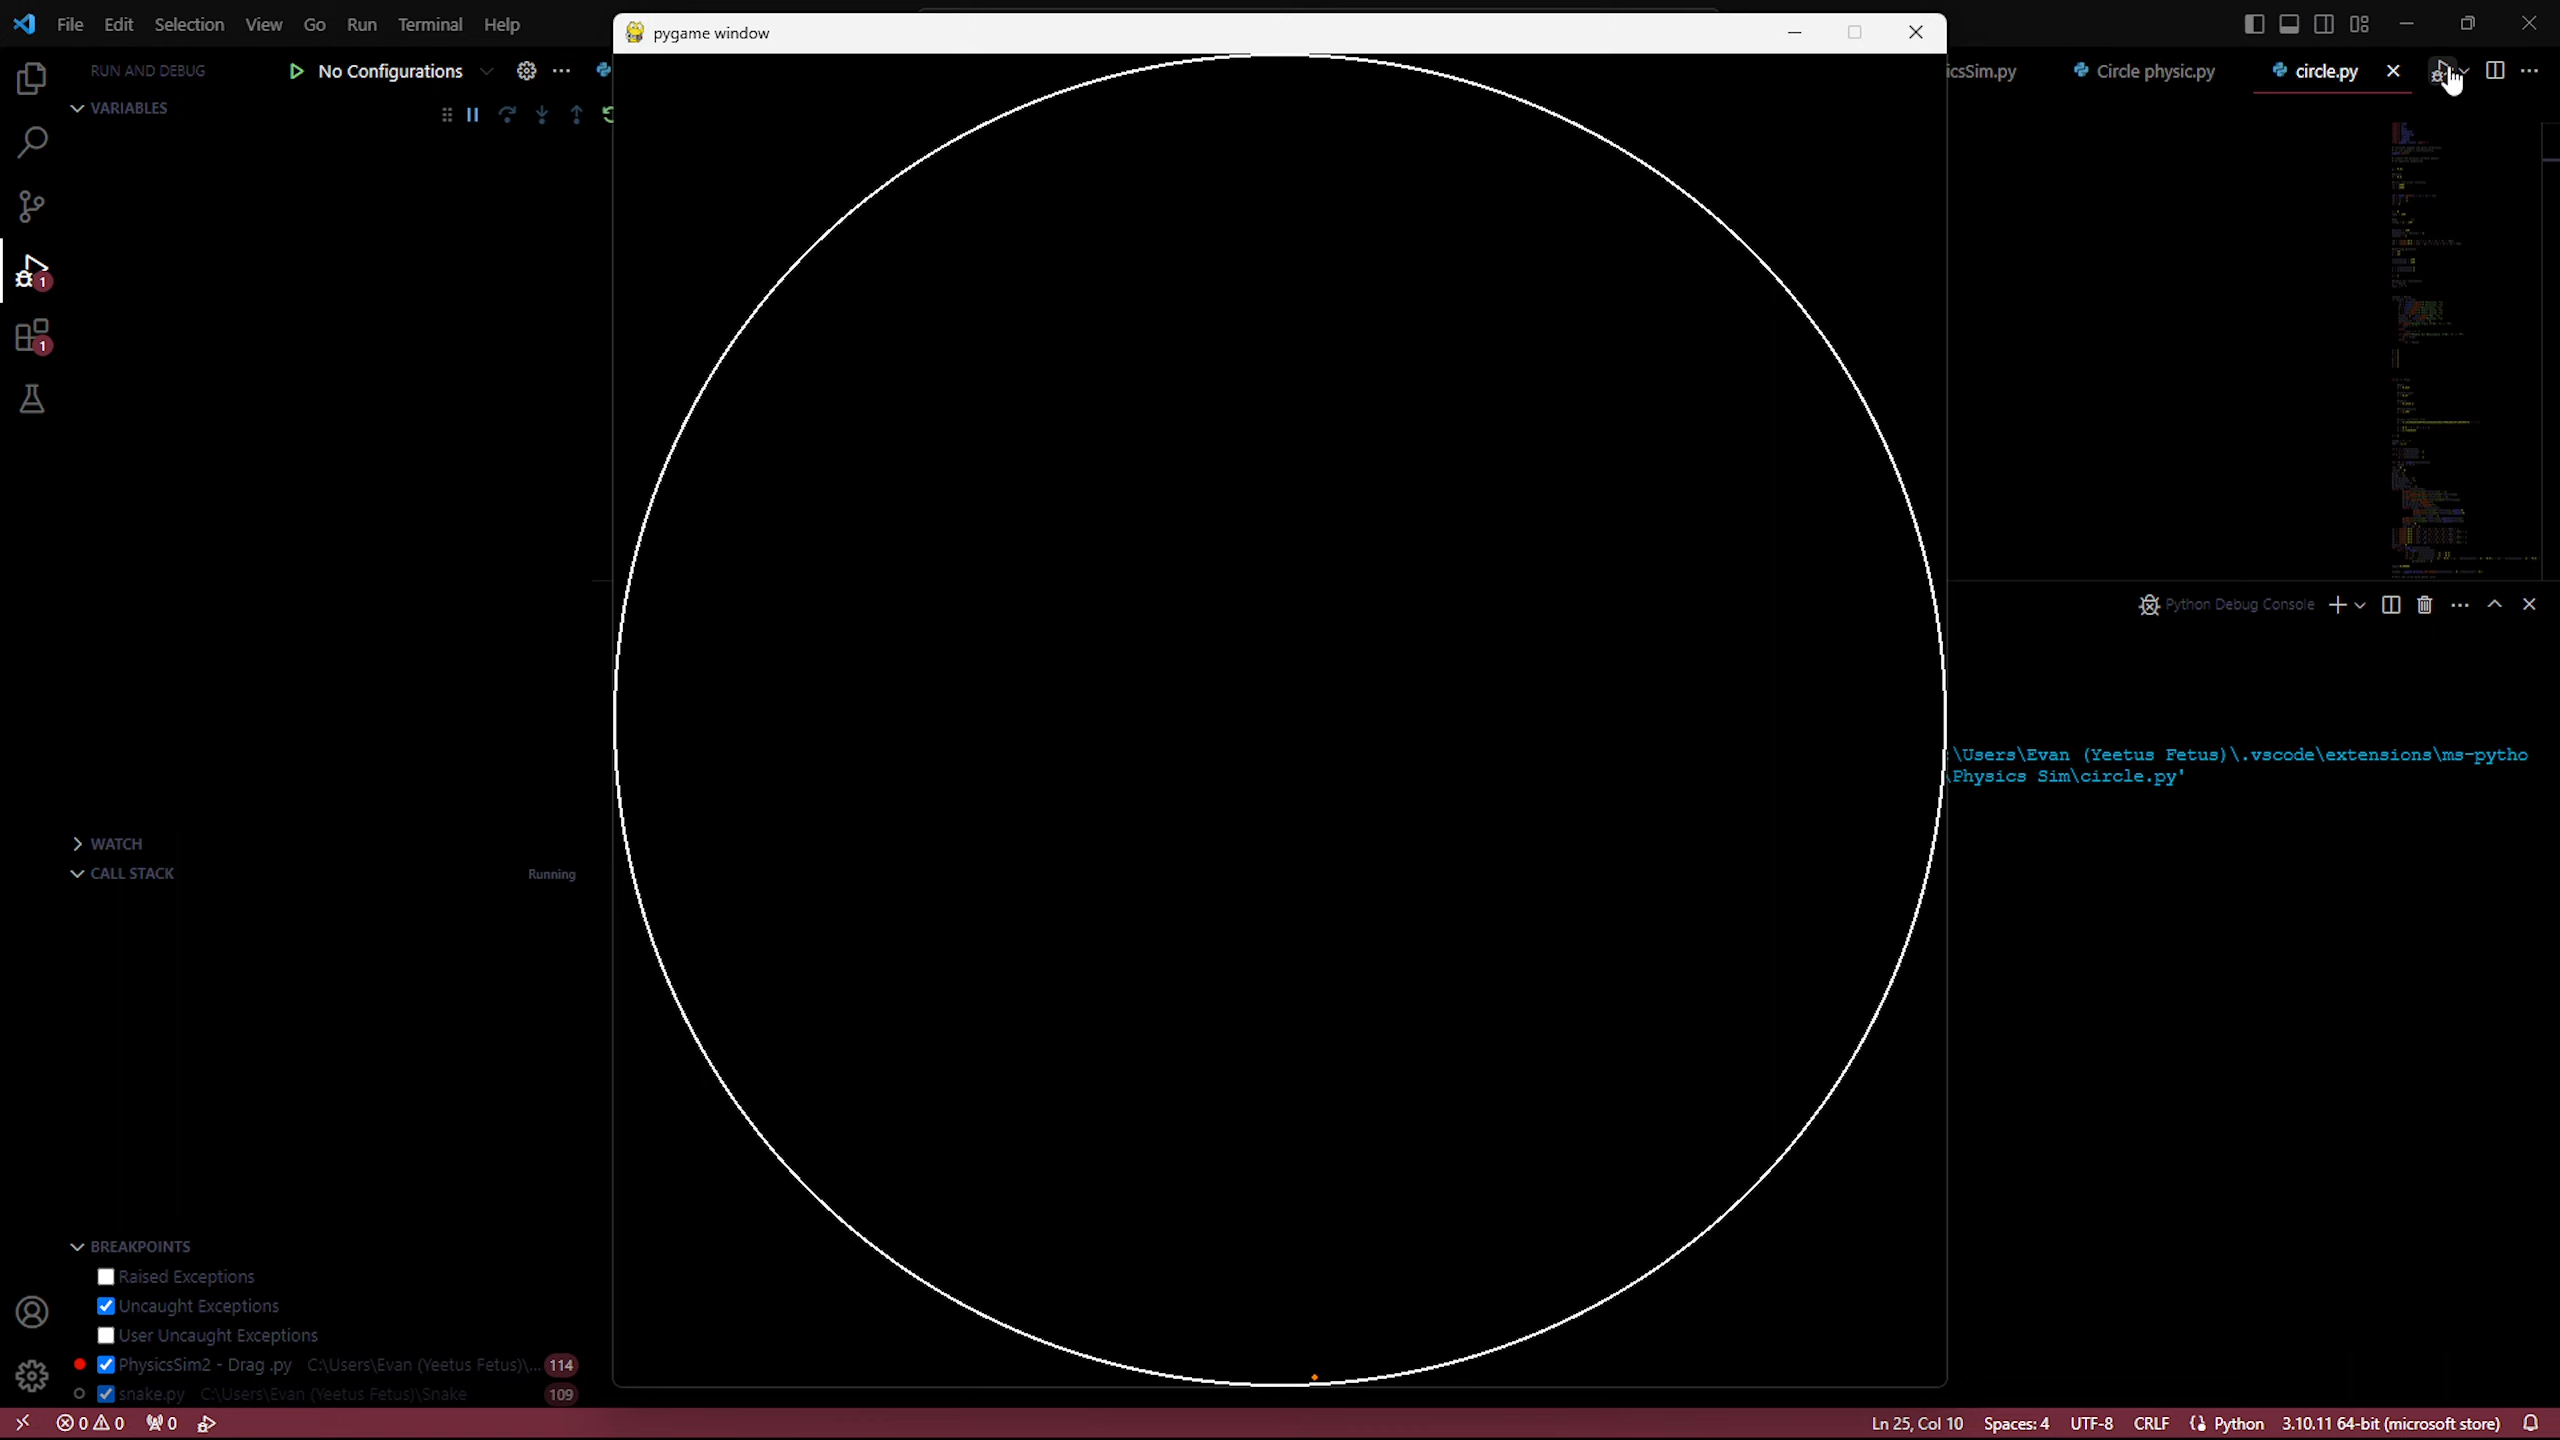 File Edit Selection View Go Run Terminal Help
pygame window
RUN AND DEBUG No Configurations
icsSim.py Circle physic.py circle.py
VARIABLES
1
1
Python Debug Console
\Users\Evan (Yeetus Fetus)\.vscode\extensions\ms-pytho
\Physics Sim\circle.py'
WATCH
CALL STACK Running
BREAKPOINTS
Raised Exceptions
Uncaught Exceptions
User Uncaught Exceptions
PhysicsSim2 - Drag .py C:\Users\Evan (Yeetus Fetus)\... 114
snake.py C:\Users\Evan (Yeetus Fetus)\Snake 109
0 0 0 Ln 25, Col 10 Spaces: 4 UTF-8 CRLF Python 3.10.11 64-bit (microsoft store)